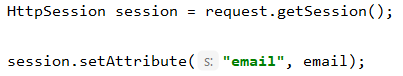 HttpSession session = request.getSession();
session.setAttribute( s: "email", email);